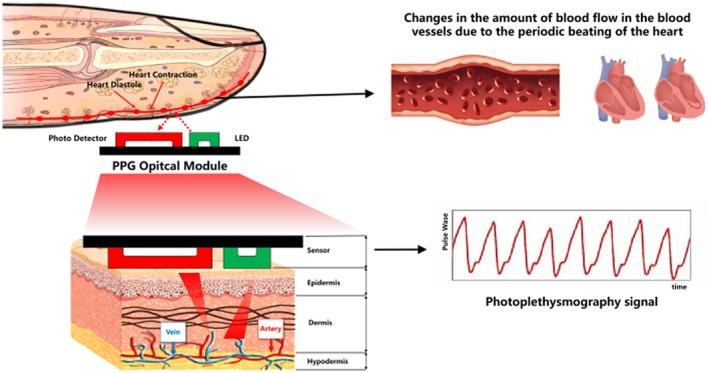 Changes in the amount of blood flow in the blood
vessels due to the periodic beating of the heart
Heart Contraction
Heart Diastole
Photo Detector
LED
PPG Opitcal Module
Sensor
Epidermis
Dermis
Vein
Artery
Hypodermis
Pulse Wase
time
Photoplethysmography signal